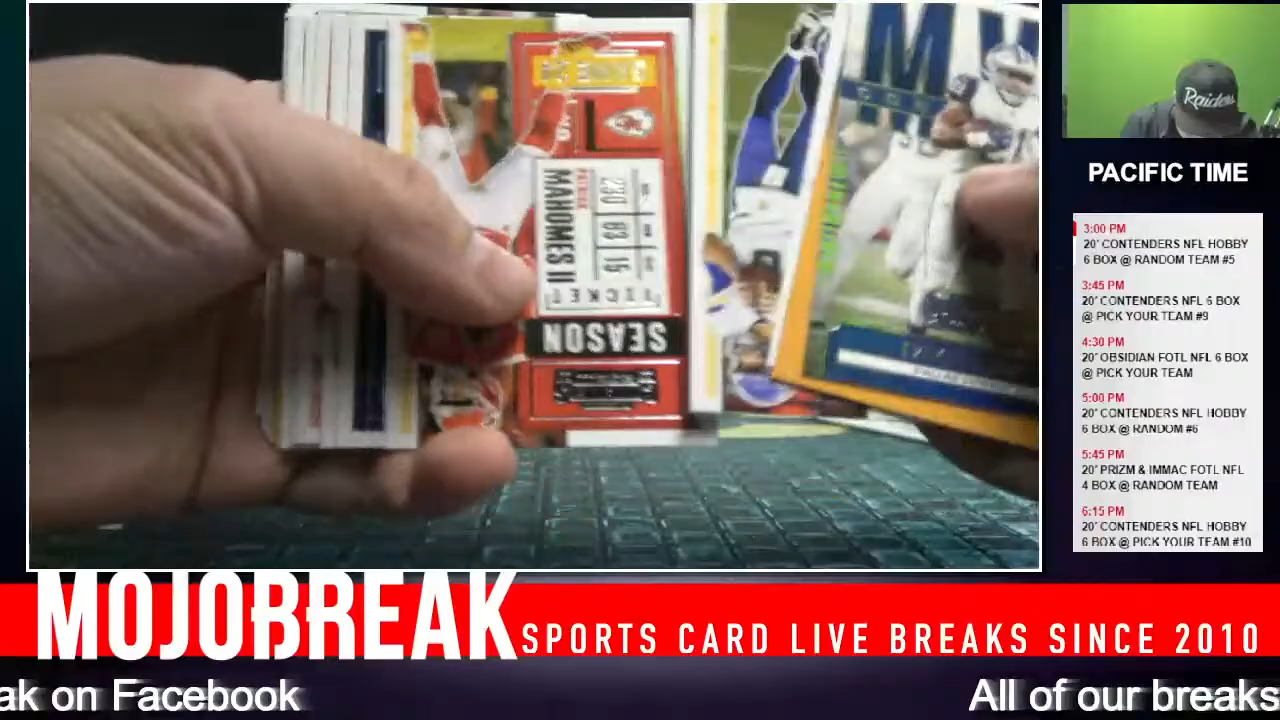 SEASON
TICKET
PATRICK
MAHOMES II
230 6'3 15
Raiders
PACIFIC TIME
3:00 PM
20' CONTENDERS NFL HOBBY
6 BOX @ RANDOM TEAM #5
3:45 PM
20' CONTENDERS NFL 6 BOX
@ PICK YOUR TEAM #9
4:30 PM
20' OBSIDIAN FOTL NFL 6 BOX
@ PICK YOUR TEAM
5:00 PM
20' CONTENDERS NFL HOBBY
6 BOX @ RANDOM #6
5:45 PM
20' PRIZM & IMMAC FOTL NFL
4 BOX @ RANDOM TEAM
6:15 PM
20' CONTENDERS NFL HOBBY
6 BOX @ PICK YOUR TEAM #10
MOJOBREAK
SPORTS CARD LIVE BREAKS SINCE 2010
ak on Facebook
All of our breaks